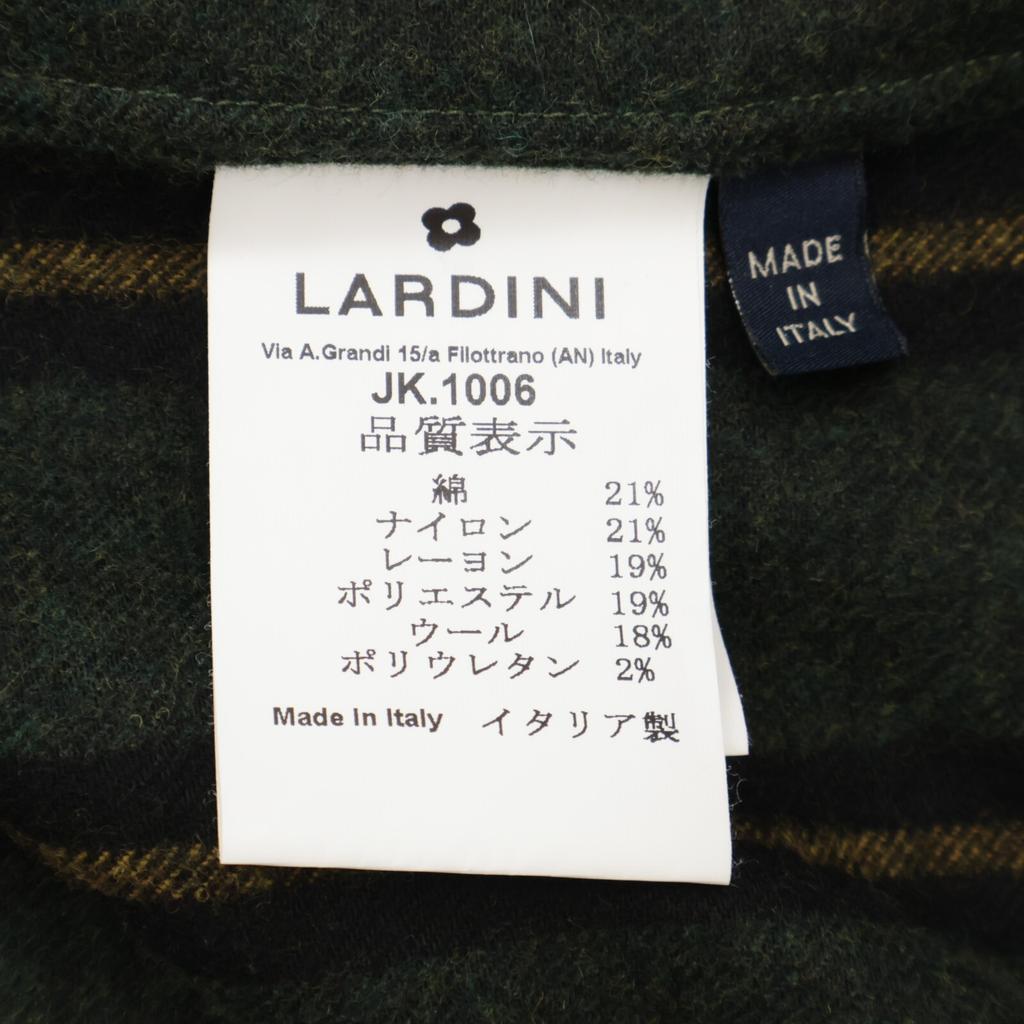 LARDINI
Via A.Grandi 15/a Filottrano (AN) Italy
JK.1006
品質表示
綿 21%
ナイロン 21%
レーヨン 19%
ポリエステル 19%
ウール 18%
ポリウレタン 2%
Made In Italy イタリア製
MADE
IN
ITALY